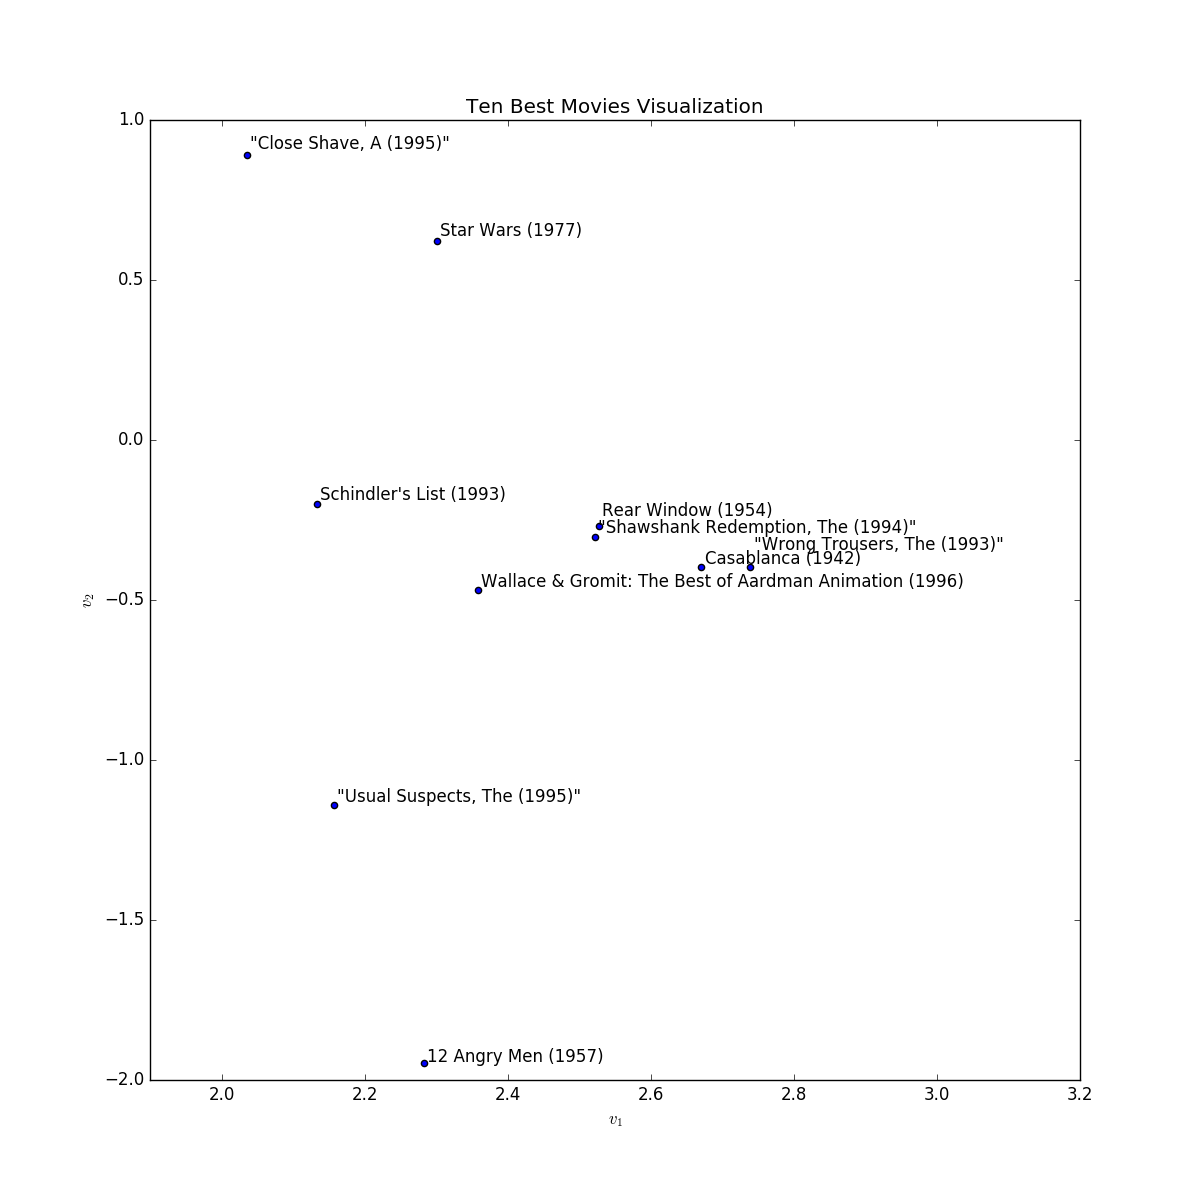 Ten Best Movies Visualization
1.0
"Close Shave, A (1995)"
Star Wars (1977)
0.5
0.0
Schindler's List (1993)
Rear Window (1954)
"Shawshank Redemption, The (1994)"
"Wrong Trousers, The (1993)"
Casablanca (1942)
Wallace & Gromit: The Best of Aardman Animation (1996)
−0.5
v2
−1.0
"Usual Suspects, The (1995)"
−1.5
12 Angry Men (1957)
−2.0
2.0 2.2 2.4 2.6 2.8 3.0 3.2
v1